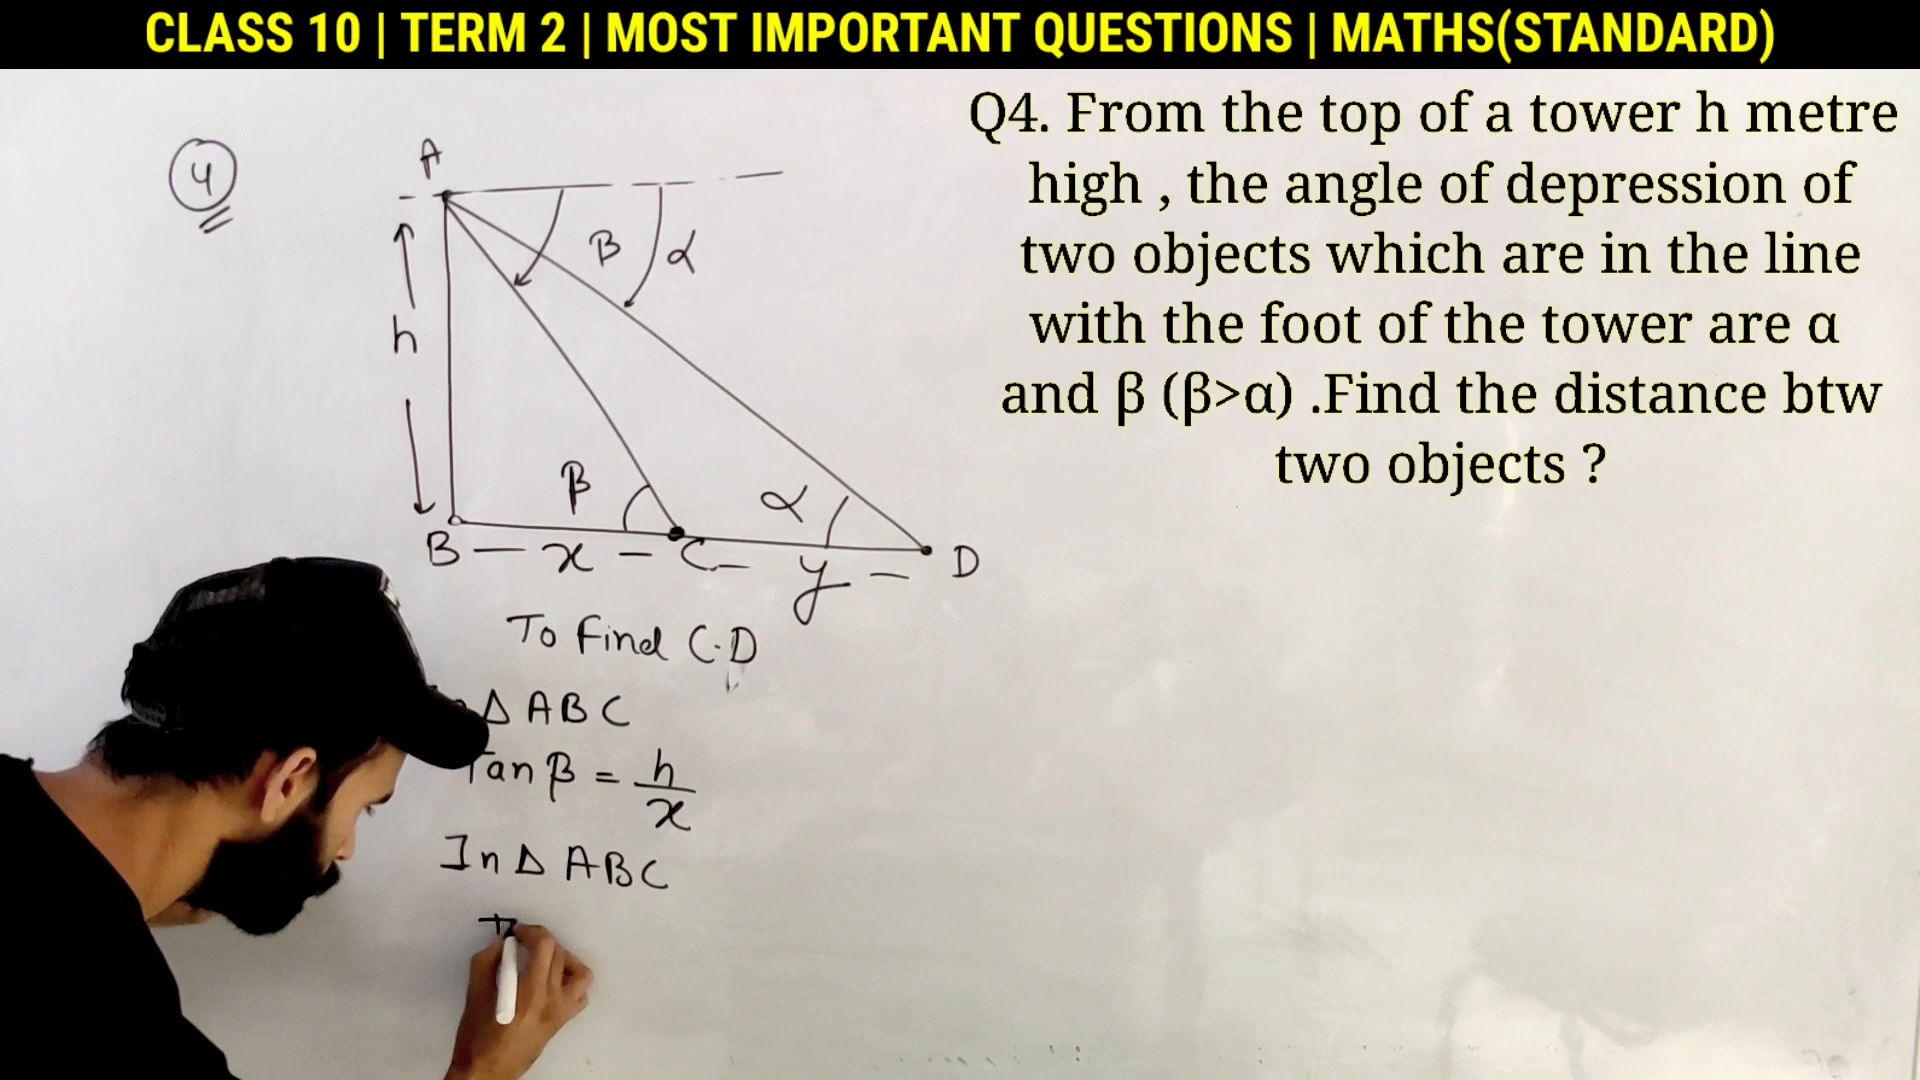 CLASS 10 | TERM 2 | MOST IMPORTANT QUESTIONS | MATHS(STANDARD)
Q4. From the top of a tower h metre
high , the angle of depression of
two objects which are in the line
with the foot of the tower are α
and β (β>α) .Find the distance btw
two objects ?
4
A
β α
h
β α
B — x — C — y — D
To Find C.D
Δ ABC
Tan β = h/x
In Δ ABC